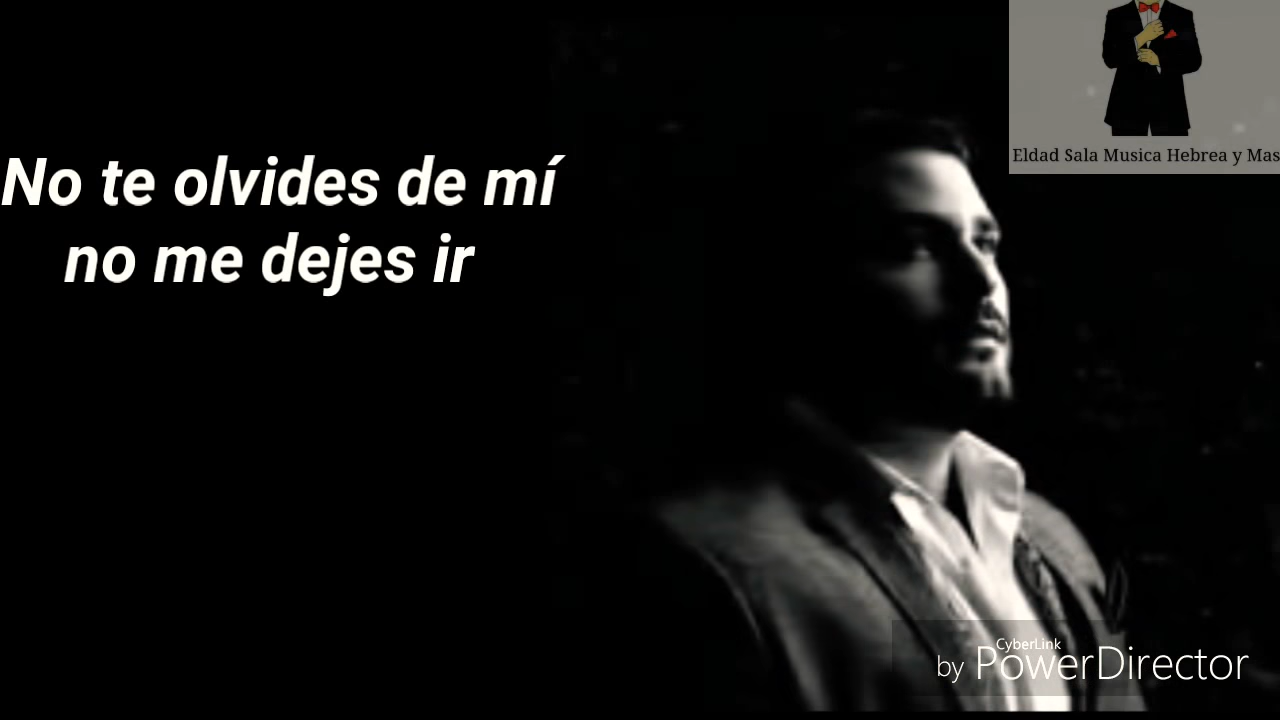 Eldad Sala Musica Hebrea y Mas
No te olvides de mí
no me dejes ir
CyberLink
by PowerDirector